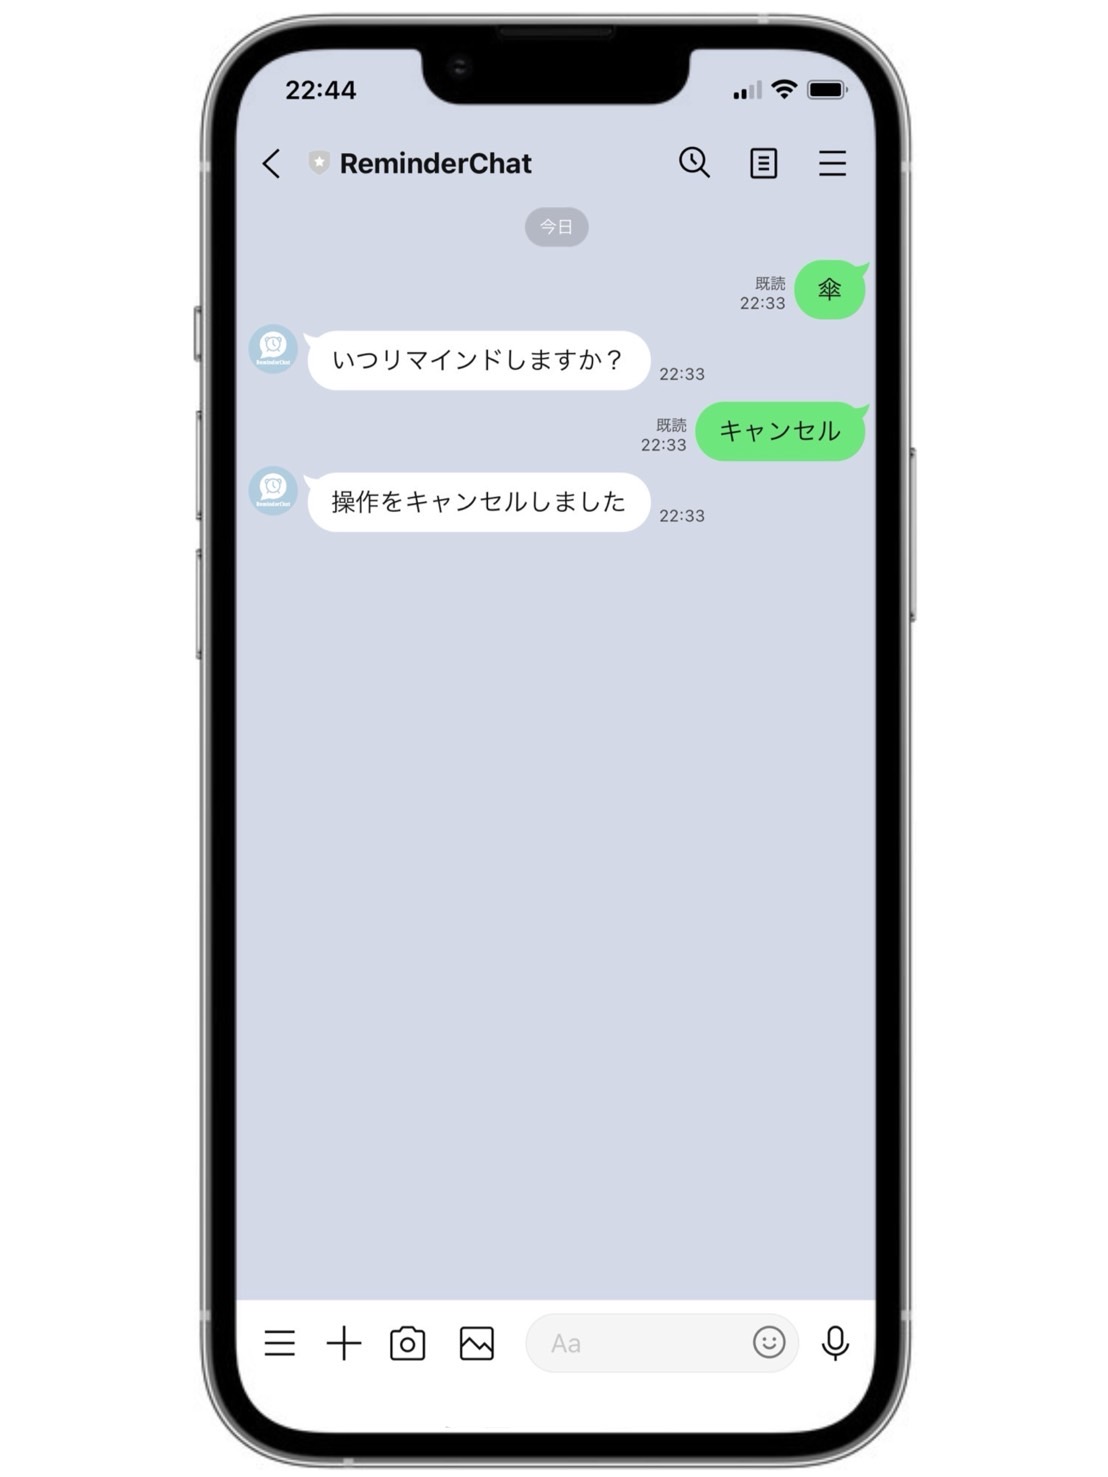 22:44
ReminderChat
今日
既読
22:33
傘
いつリマインドしますか？
22:33
既読
22:33
キャンセル
操作をキャンセルしました
22:33
Aa